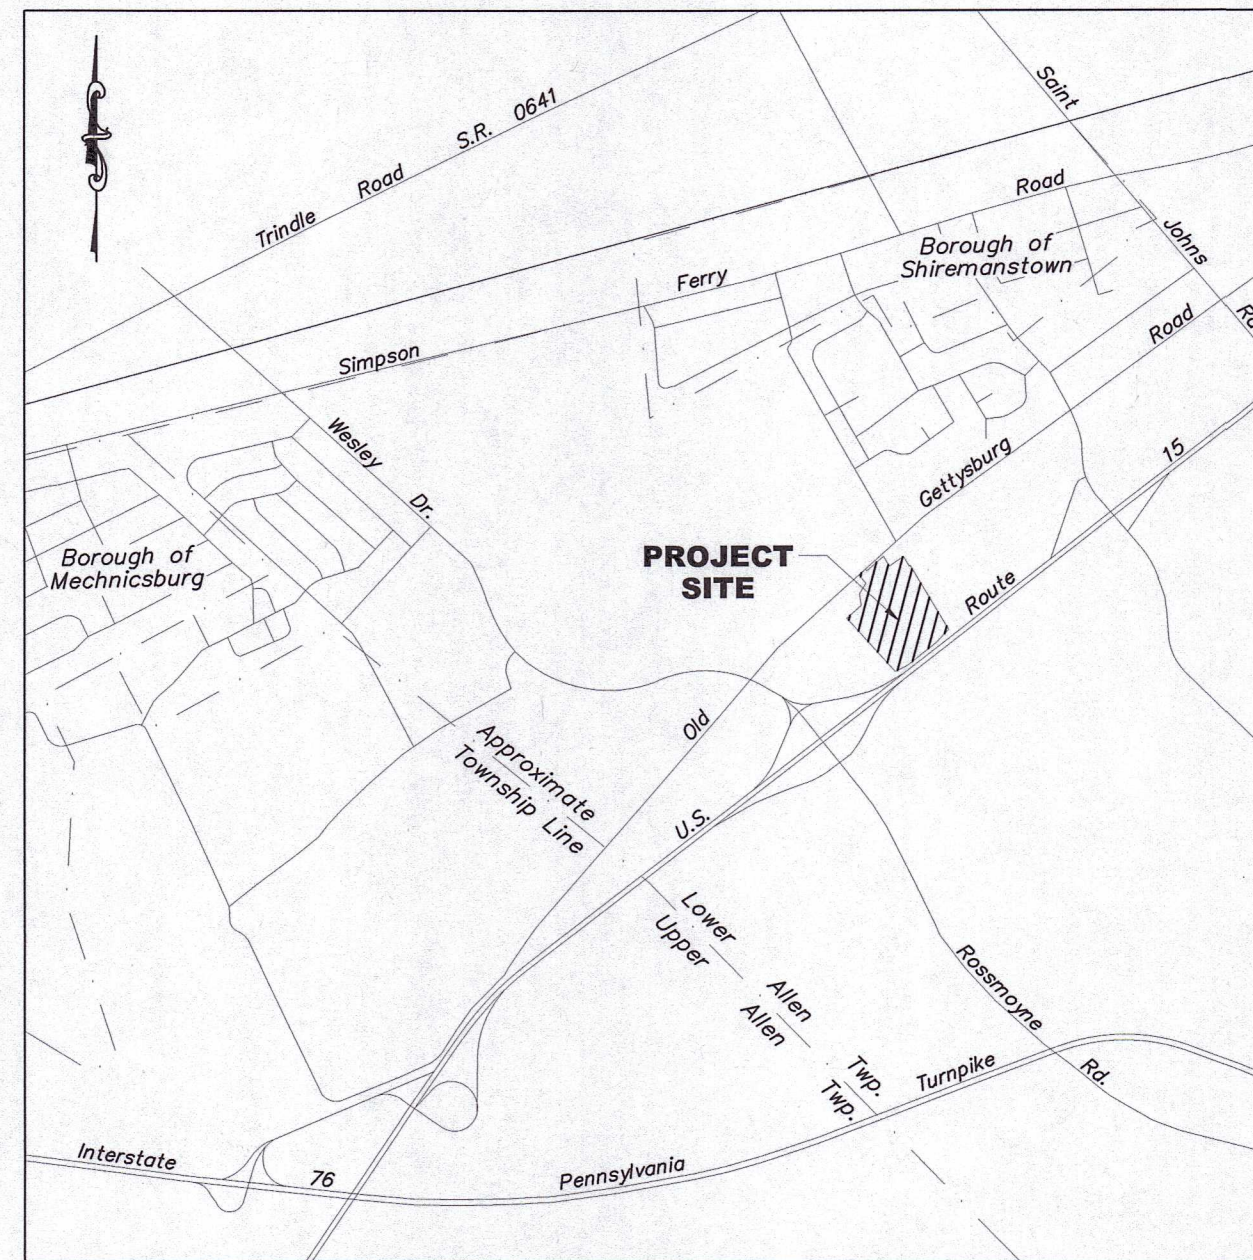 Saint
S.R. 0641
Road
Trindle
Road
Johns
Borough of
Shiremanstown
Ferry
Road
Simpson
Wesley
Dr.
Gettysburg
15
Borough of
Mechnicsburg
PROJECT
SITE
Route
Old
Approximate
Township Line
U.S.
Lower
Upper
Allen
Allen
Rossmoyne
Twp.
Twp.
Turnpike
Rd.
Interstate
76
Pennsylvania